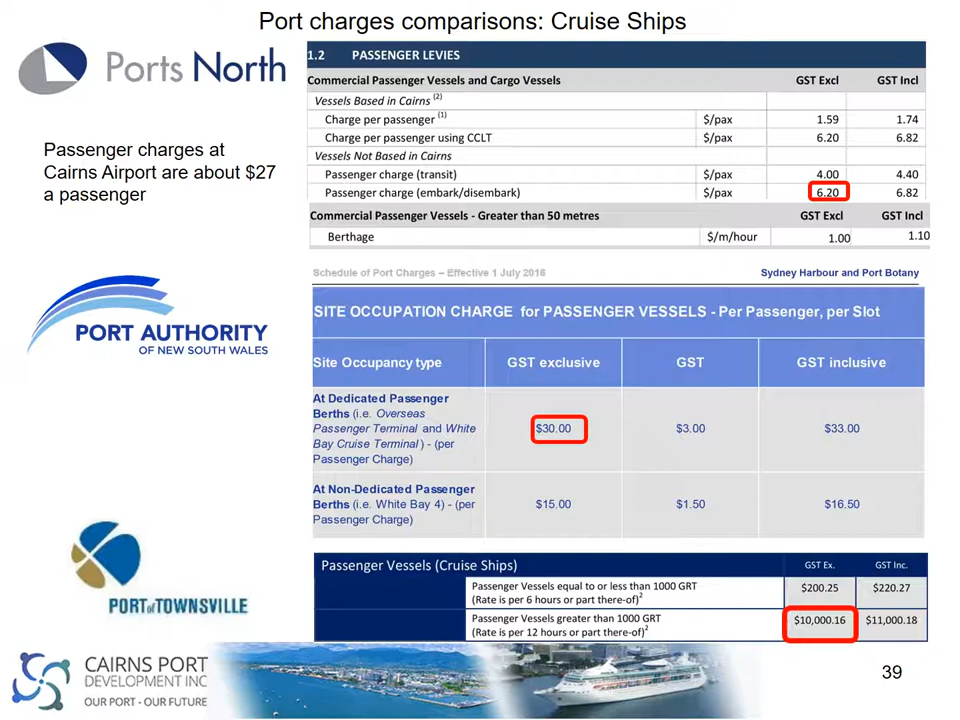 Port charges comparisons: Cruise Ships
Ports North
Passenger charges at
Cairns Airport are about $27
a passenger
1.2 PASSENGER LEVIES
Commercial Passenger Vessels and Cargo Vessels GST Excl GST Incl
Vessels Based in Cairns (2)
Charge per passenger (1) $/pax 1.59 1.74
Charge per passenger using CCLT $/pax 6.20 6.82
Vessels Not Based in Cairns
Passenger charge (transit) $/pax 4.00 4.40
Passenger charge (embark/disembark) $/pax 6.20 6.82
Commercial Passenger Vessels - Greater than 50 metres GST Excl GST Incl
Berthage $/m/hour 1.00 1.10
PORT AUTHORITY
OF NEW SOUTH WALES
Schedule of Port Charges – Effective 1 July 2016 Sydney Harbour and Port Botany
SITE OCCUPATION CHARGE for PASSENGER VESSELS - Per Passenger, per Slot
Site Occupancy type GST exclusive GST GST inclusive
At Dedicated Passenger
Berths (i.e. Overseas
Passenger Terminal and White
Bay Cruise Terminal ) - (per
Passenger Charge) $30.00 $3.00 $33.00
At Non-Dedicated Passenger
Berths (i.e. White Bay 4) - (per
Passenger Charge) $15.00 $1.50 $16.50
PORT OF TOWNSVILLE
Passenger Vessels (Cruise Ships) GST Ex. GST Inc.
Passenger Vessels equal to or less than 1000 GRT
(Rate is per 6 hours or part there-of)2 $200.25 $220.27
Passenger Vessels greater than 1000 GRT
(Rate is per 12 hours or part there-of)2 $10,000.16 $11,000.18
CAIRNS PORT
DEVELOPMENT INC
OUR PORT - OUR FUTURE
39